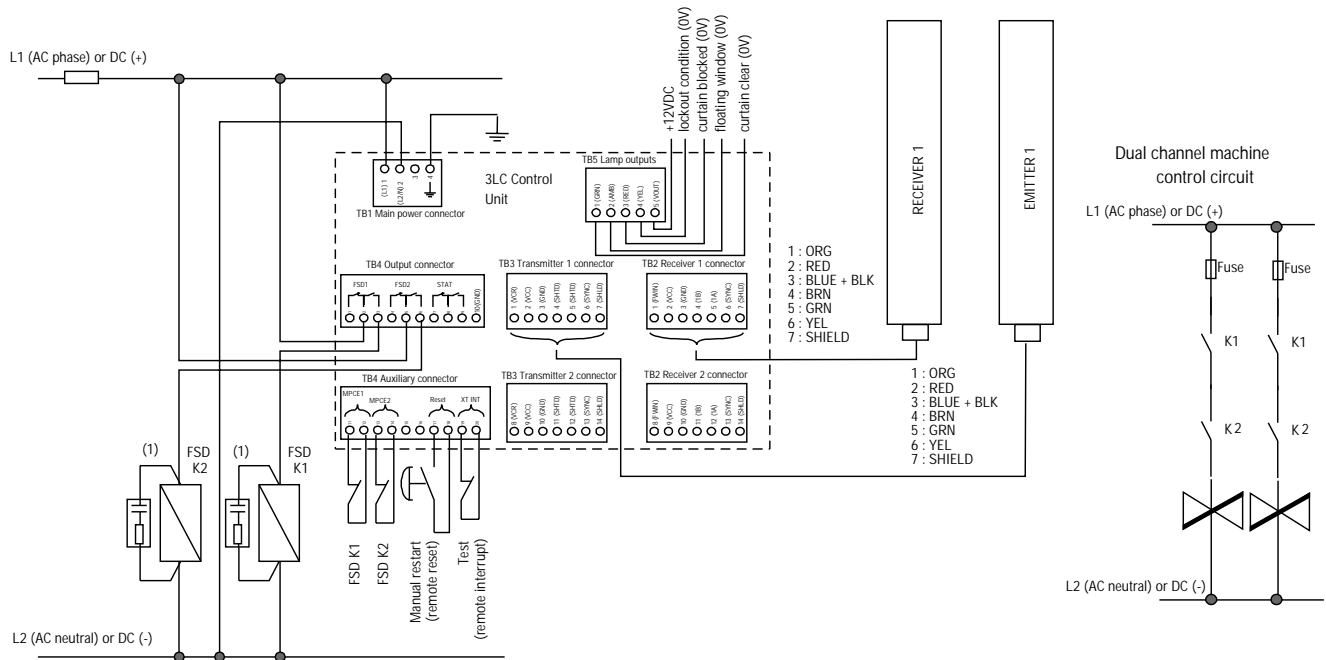 L1 (AC phase) or DC (+)
+12VDC
lockout condition (0V)
curtain blocked (0V)
floating window (0V)
curtain clear (0V)
RECEIVER 1
EMITTER 1
Dual channel machine
control circuit
L1 (AC phase) or DC (+)
Fuse
Fuse
K1
K1
K2
K2
L2 (AC neutral) or DC (-)
(L1) 1
(L2/N) 2
3
4
TB1 Main power connector
3LC Control
Unit
TB5 Lamp outputs
1 (GRN)
2 (AMB)
3 (RED)
4 (YEL)
5 (VOUT)
TB4 Output connector
FSD1
FSD2
STAT
10(GND)
TB3 Transmitter 1 connector
1 (VCR)
2 (VCC)
3 (GND)
4 (SHTD)
5 (SHTD)
6 (SYNC)
7 (SHLD)
TB2 Receiver 1 connector
1 (FWIN)
2 (VCC)
3 (GND)
4 (1B)
5 (1A)
6 (SYNC)
7 (SHLD)
1 : ORG
2 : RED
3 : BLUE + BLK
4 : BRN
5 : GRN
6 : YEL
7 : SHIELD
TB4 Auxiliary connector
MPCE1
MPCE2
Reset
XT INT
TB3 Transmitter 2 connector
8 (VCR)
9 (VCC)
10 (GND)
11 (SHTD)
12 (SHTD)
13 (SYNC)
14 (SHLD)
TB2 Receiver 2 connector
8 (FWIN)
9 (VCC)
10 (GND)
11 (1B)
12 (1A)
13 (SYNC)
14 (SHLD)
1 : ORG
2 : RED
3 : BLUE + BLK
4 : BRN
5 : GRN
6 : YEL
7 : SHIELD
(1)
FSD
K2
(1)
FSD
K1
FSD K1
FSD K2
Manual restart
(remote reset)
Test
(remote interrupt)
L2 (AC neutral) or DC (-)